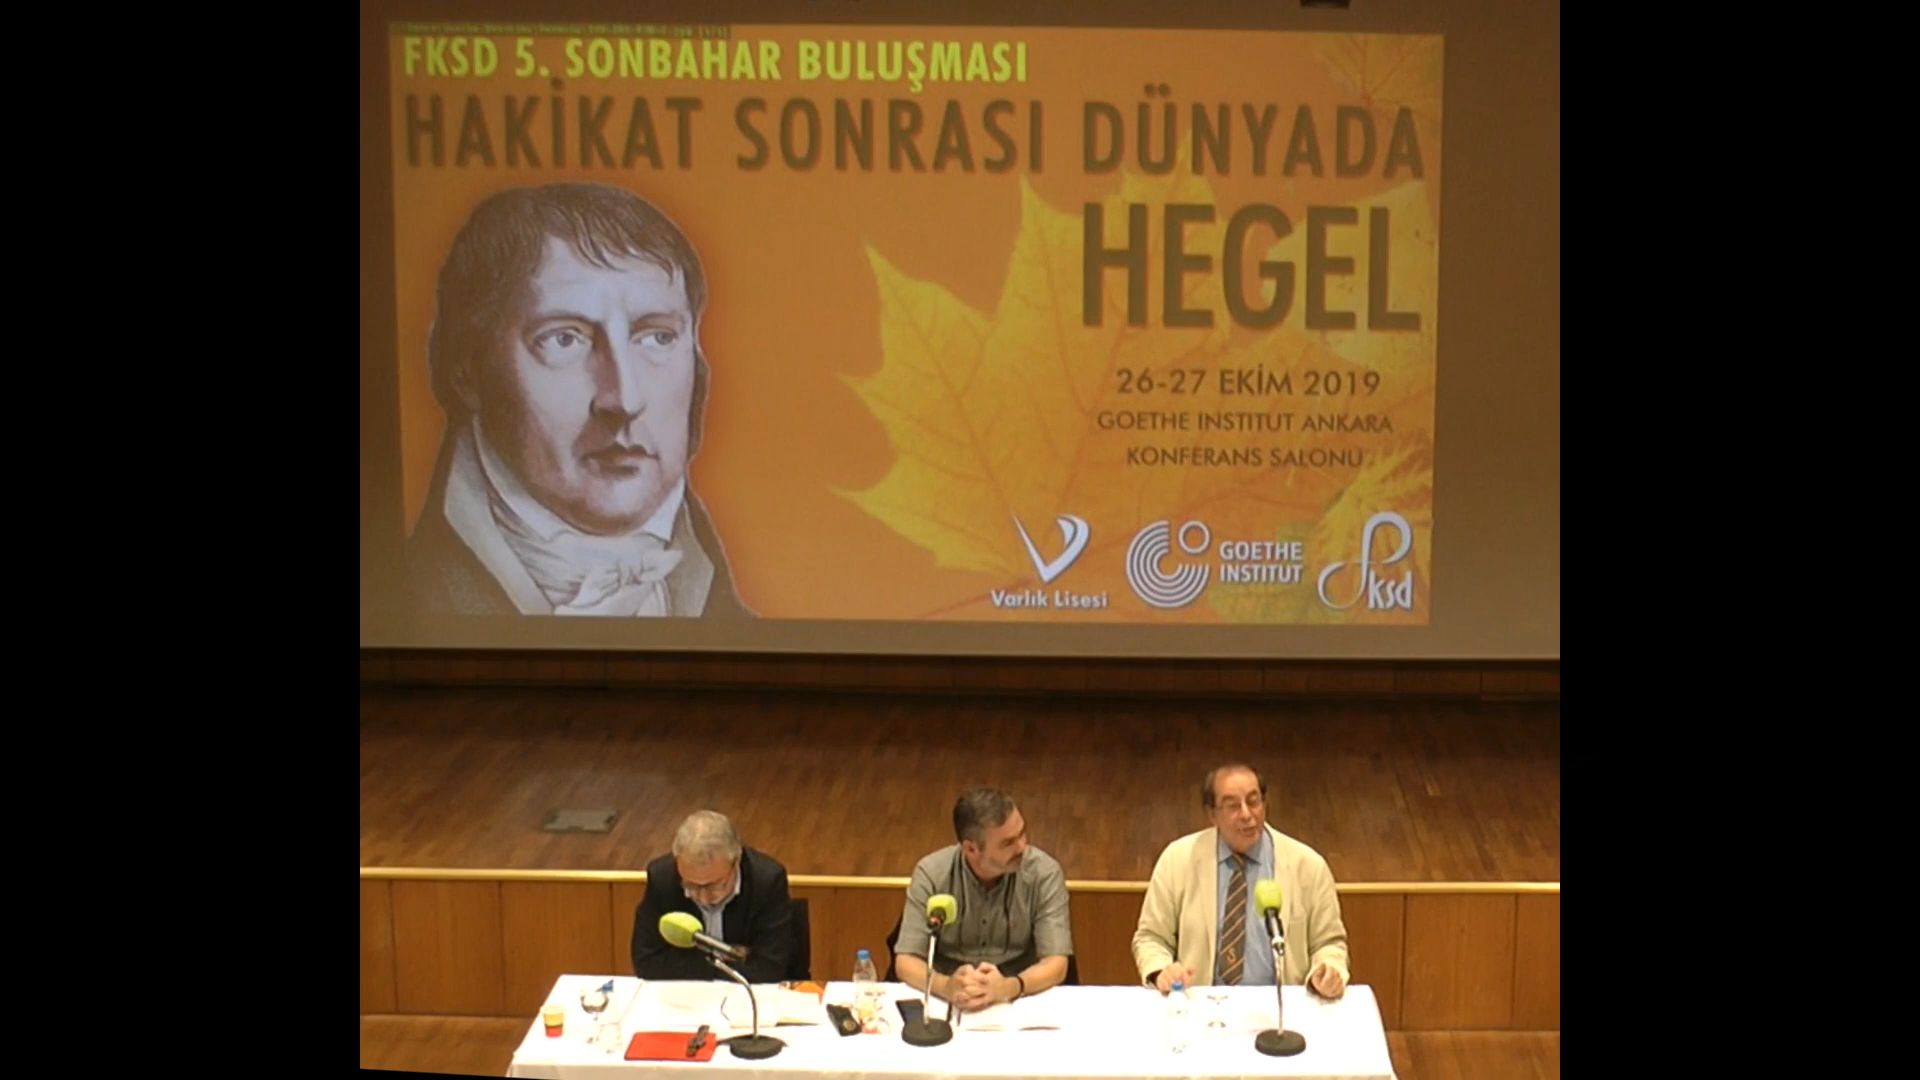 FKSD 5. SONBAHAR BULUŞMASI
HAKİKAT SONRASI DÜNYADA
HEGEL
26-27 EKİM 2019
GOETHE INSTITUT ANKARA
KONFERANS SALONU
Varlık Lisesi
GOETHE
INSTITUT
fksd